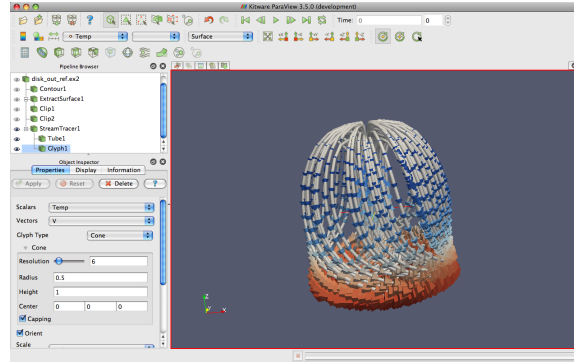 Kitware ParaView 3.5.0 (development)
Time: 0 0
Temp Surface
Pipeline Browser
disk_out_ref.ex2
Contour1
ExtractSurface1
Clip1
Clip2
StreamTracer1
Tube1
Glyph1
Object Inspector
Properties Display Information
Apply Reset Delete ?
Scalars Temp
Vectors V
Glyph Type Cone
Cone
Resolution 6
Radius 0.5
Height 1
Center 0 0 0
Capping
Orient
Scale
Z
Y X